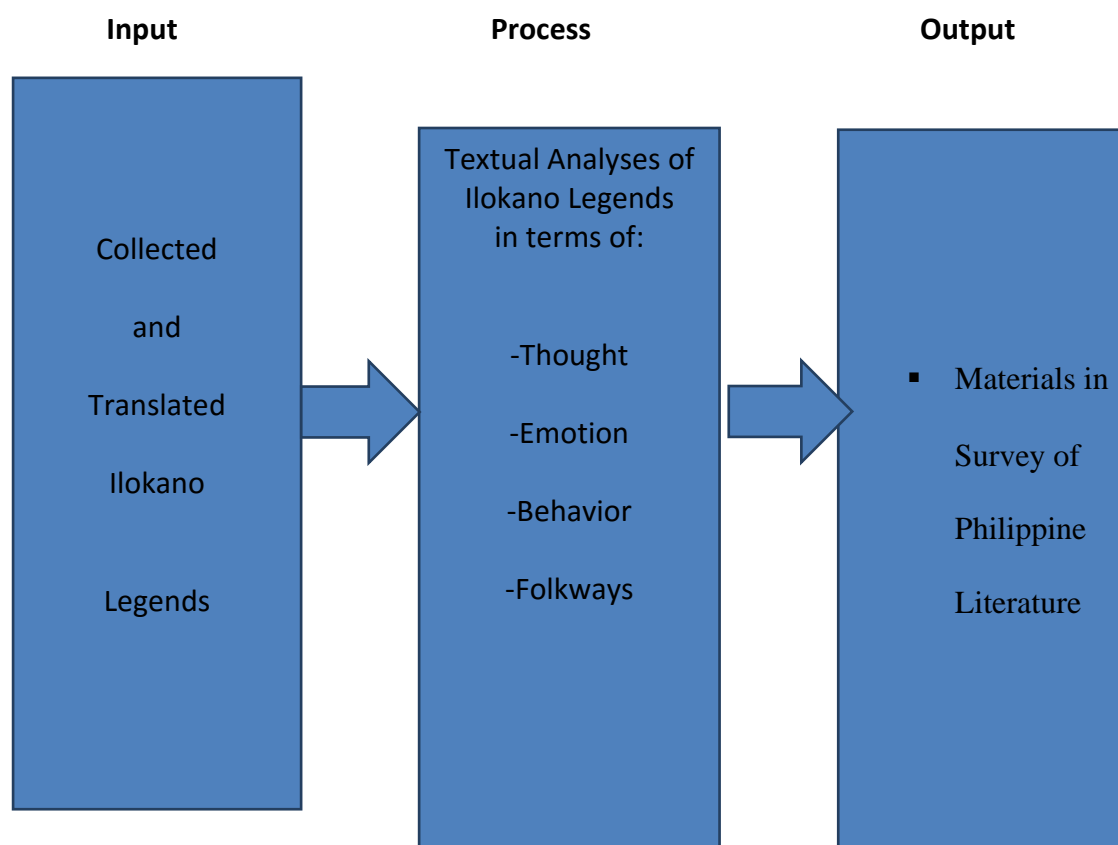 Input
Process
Output
Collected
and
Translated
Ilokano
Legends
Textual Analyses of
Ilokano Legends
in terms of:
-Thought
-Emotion
-Behavior
-Folkways
▪ Materials in
Survey of
Philippine
Literature